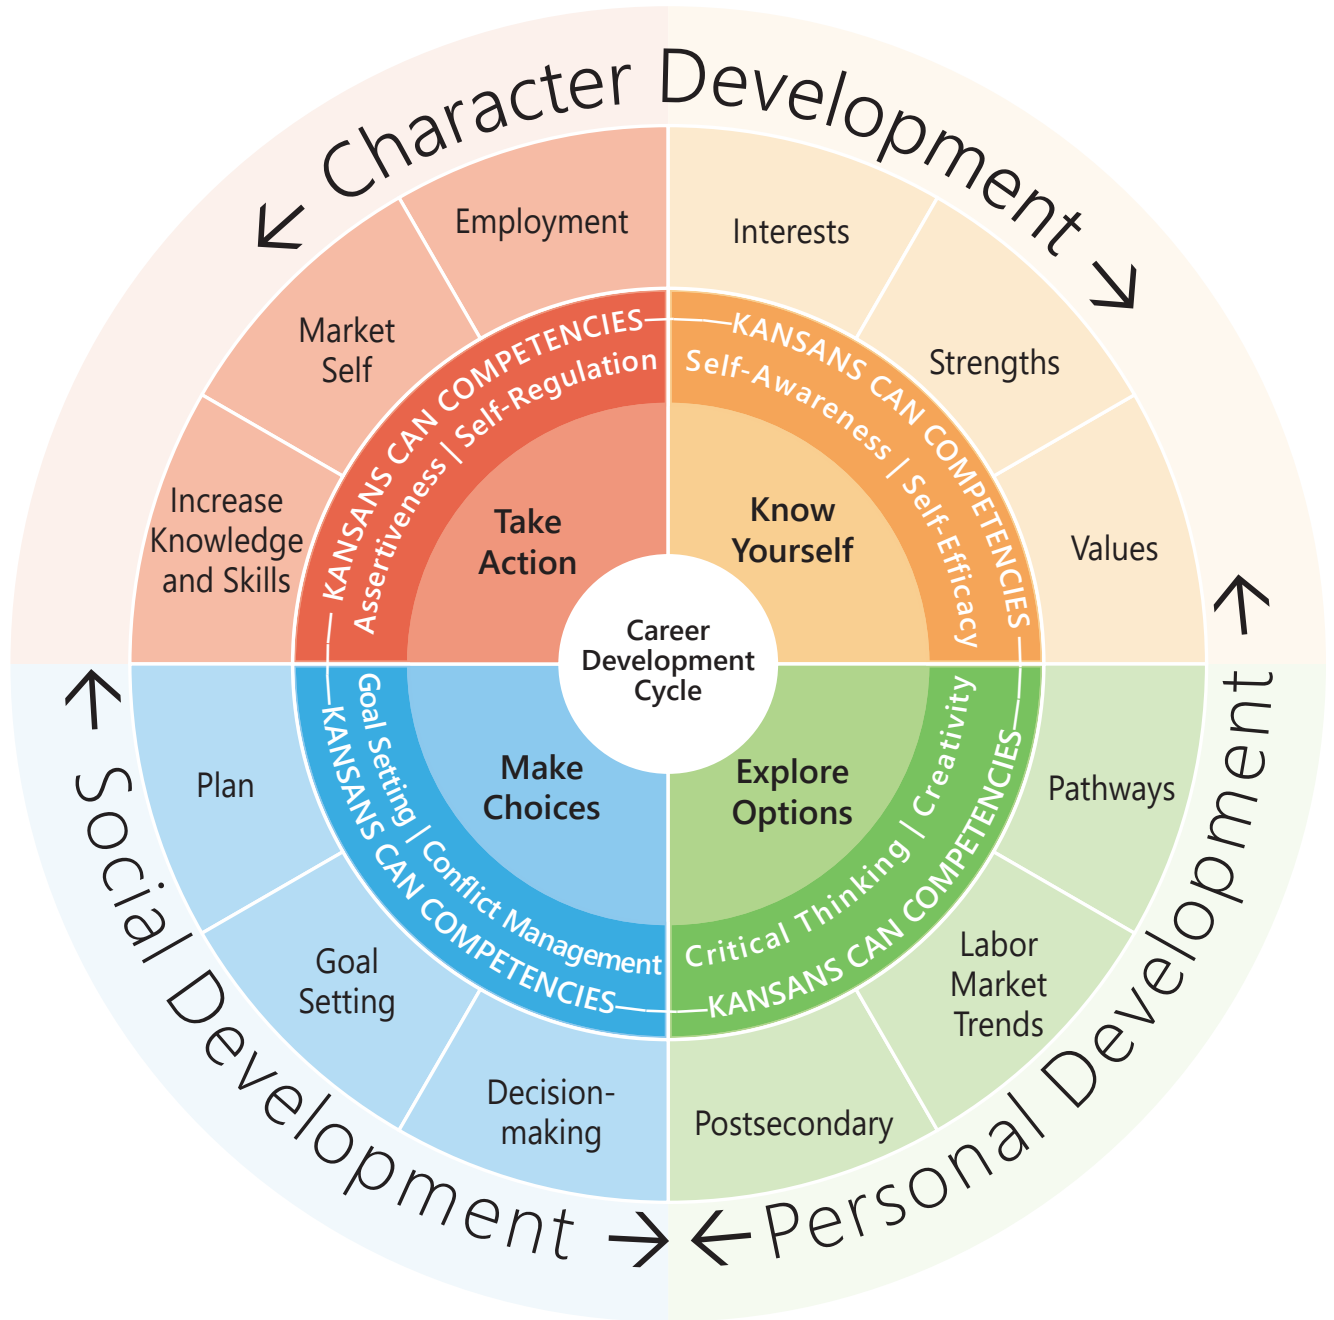 Character Development
Employment
Interests
Market
Self
Strengths
Increase
Knowledge
and Skills
Values
KANSANS CAN COMPETENCIES
Assertiveness | Self-Regulation
KANSANS CAN COMPETENCIES
Self-Awareness | Self-Efficacy
Take
Action
Know
Yourself
Career
Development
Cycle
Make
Choices
Explore
Options
Goal Setting | Conflict Management
KANSANS CAN COMPETENCIES
Critical Thinking | Creativity
KANSANS CAN COMPETENCIES
Plan
Pathways
Goal
Setting
Labor
Market
Trends
Decision-
making
Postsecondary
Social Development
Personal Development